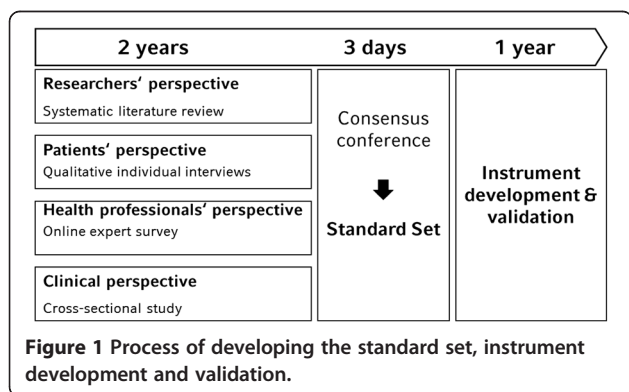 2 years
3 days
1 year
Researchers‘ perspective
Systematic literature review
Patients‘ perspective
Qualitative individual interviews
Health professionals‘ perspective
Online expert survey
Clinical perspective
Cross-sectional study
Consensus
conference
Standard Set
Instrument
development &
validation
Figure 1 Process of developing the standard set, instrument
development and validation.